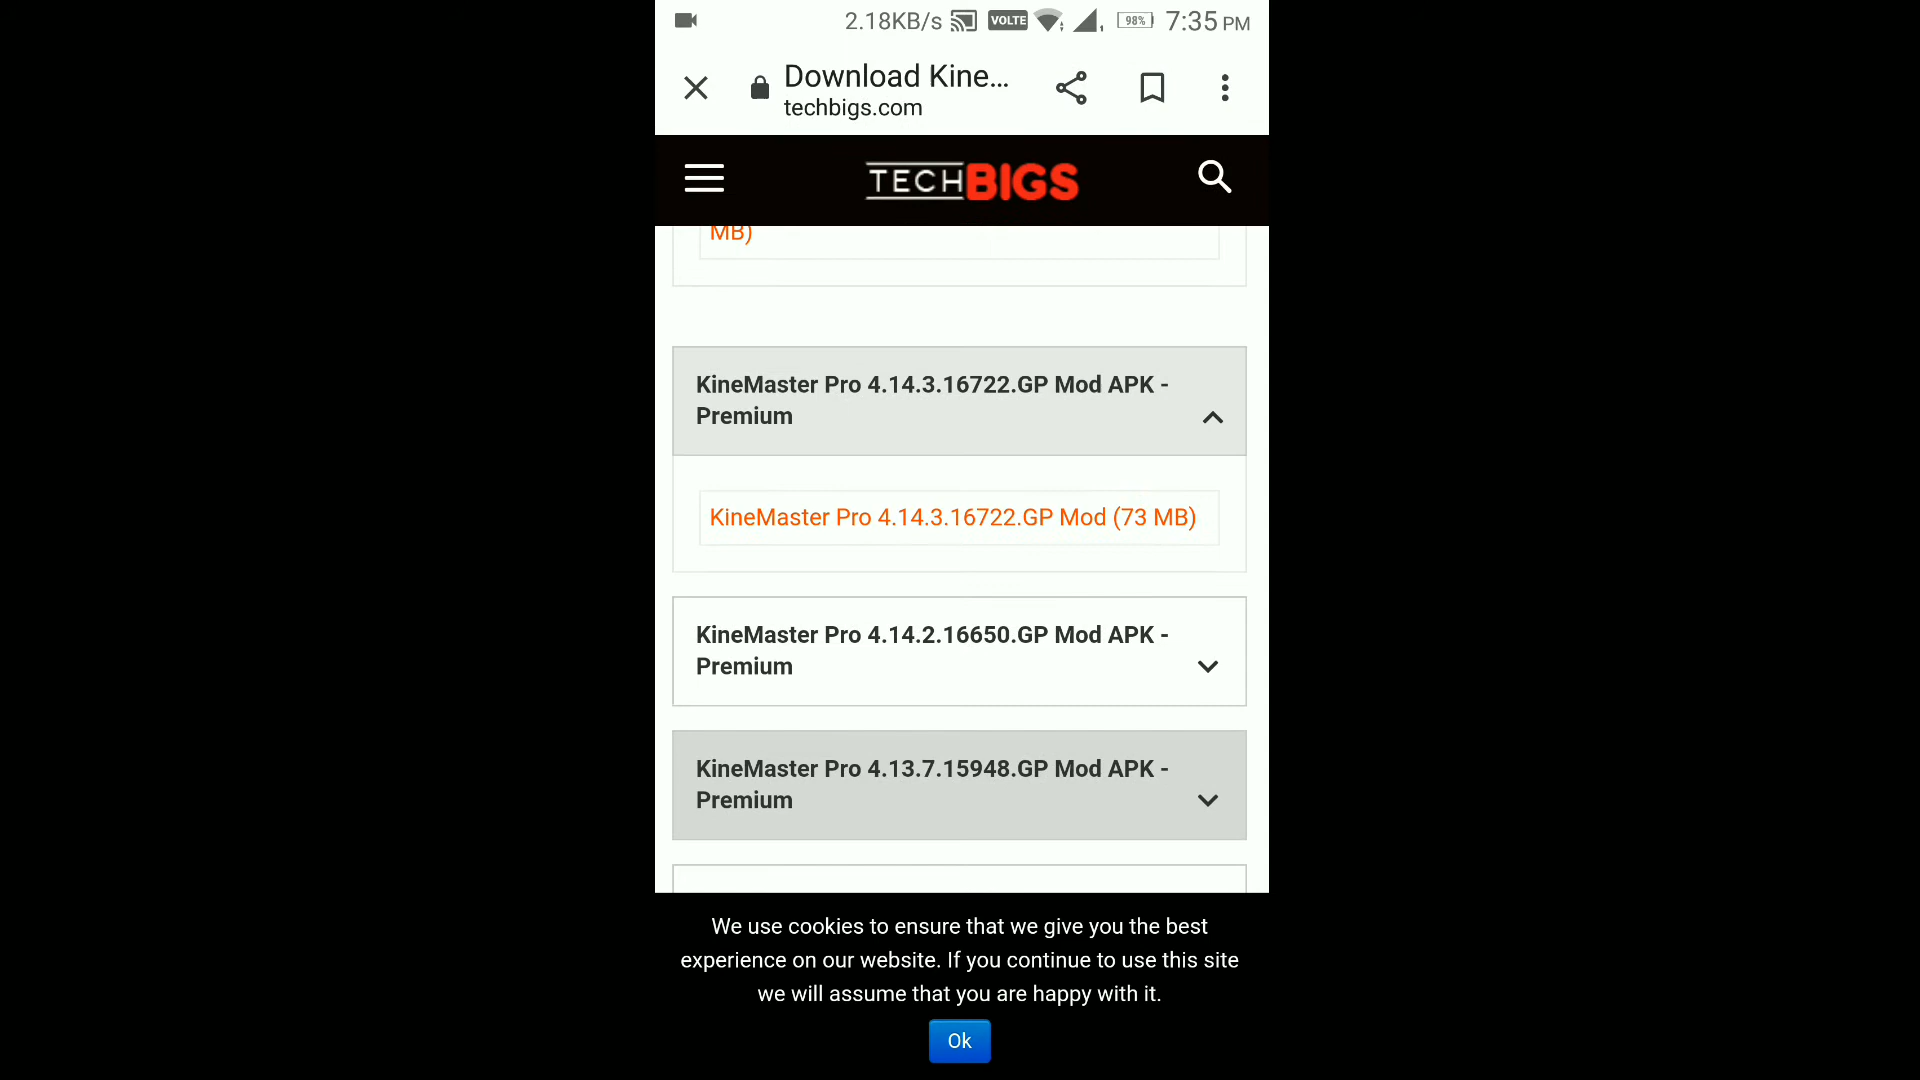 2.18KB/s VOLTE 98% 7:35 PM
Download Kine...
techbigs.com
TECHBIGS
MB)
KineMaster Pro 4.14.3.16722.GP Mod APK -
Premium
KineMaster Pro 4.14.3.16722.GP Mod (73 MB)
KineMaster Pro 4.14.2.16650.GP Mod APK -
Premium
KineMaster Pro 4.13.7.15948.GP Mod APK -
Premium
We use cookies to ensure that we give you the best
experience on our website. If you continue to use this site
we will assume that you are happy with it.
Ok